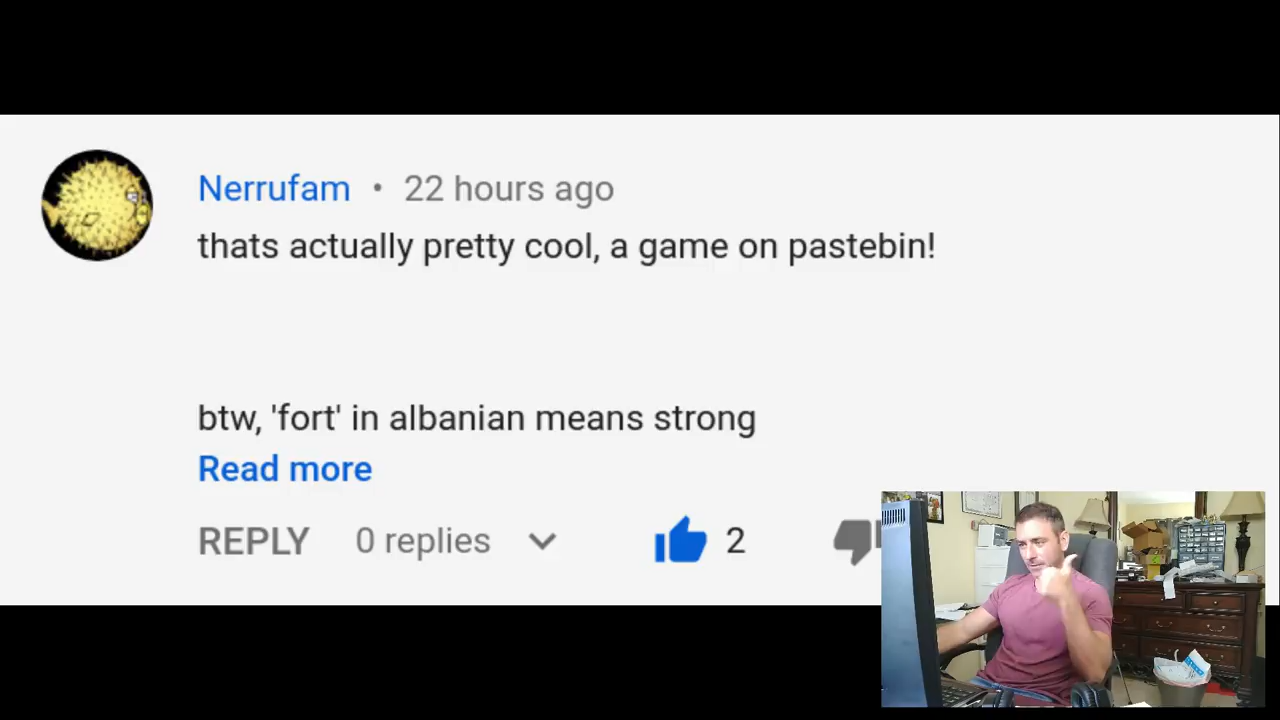 Nerrufam • 22 hours ago
thats actually pretty cool, a game on pastebin!
btw, 'fort' in albanian means strong
Read more
REPLY 0 replies 2